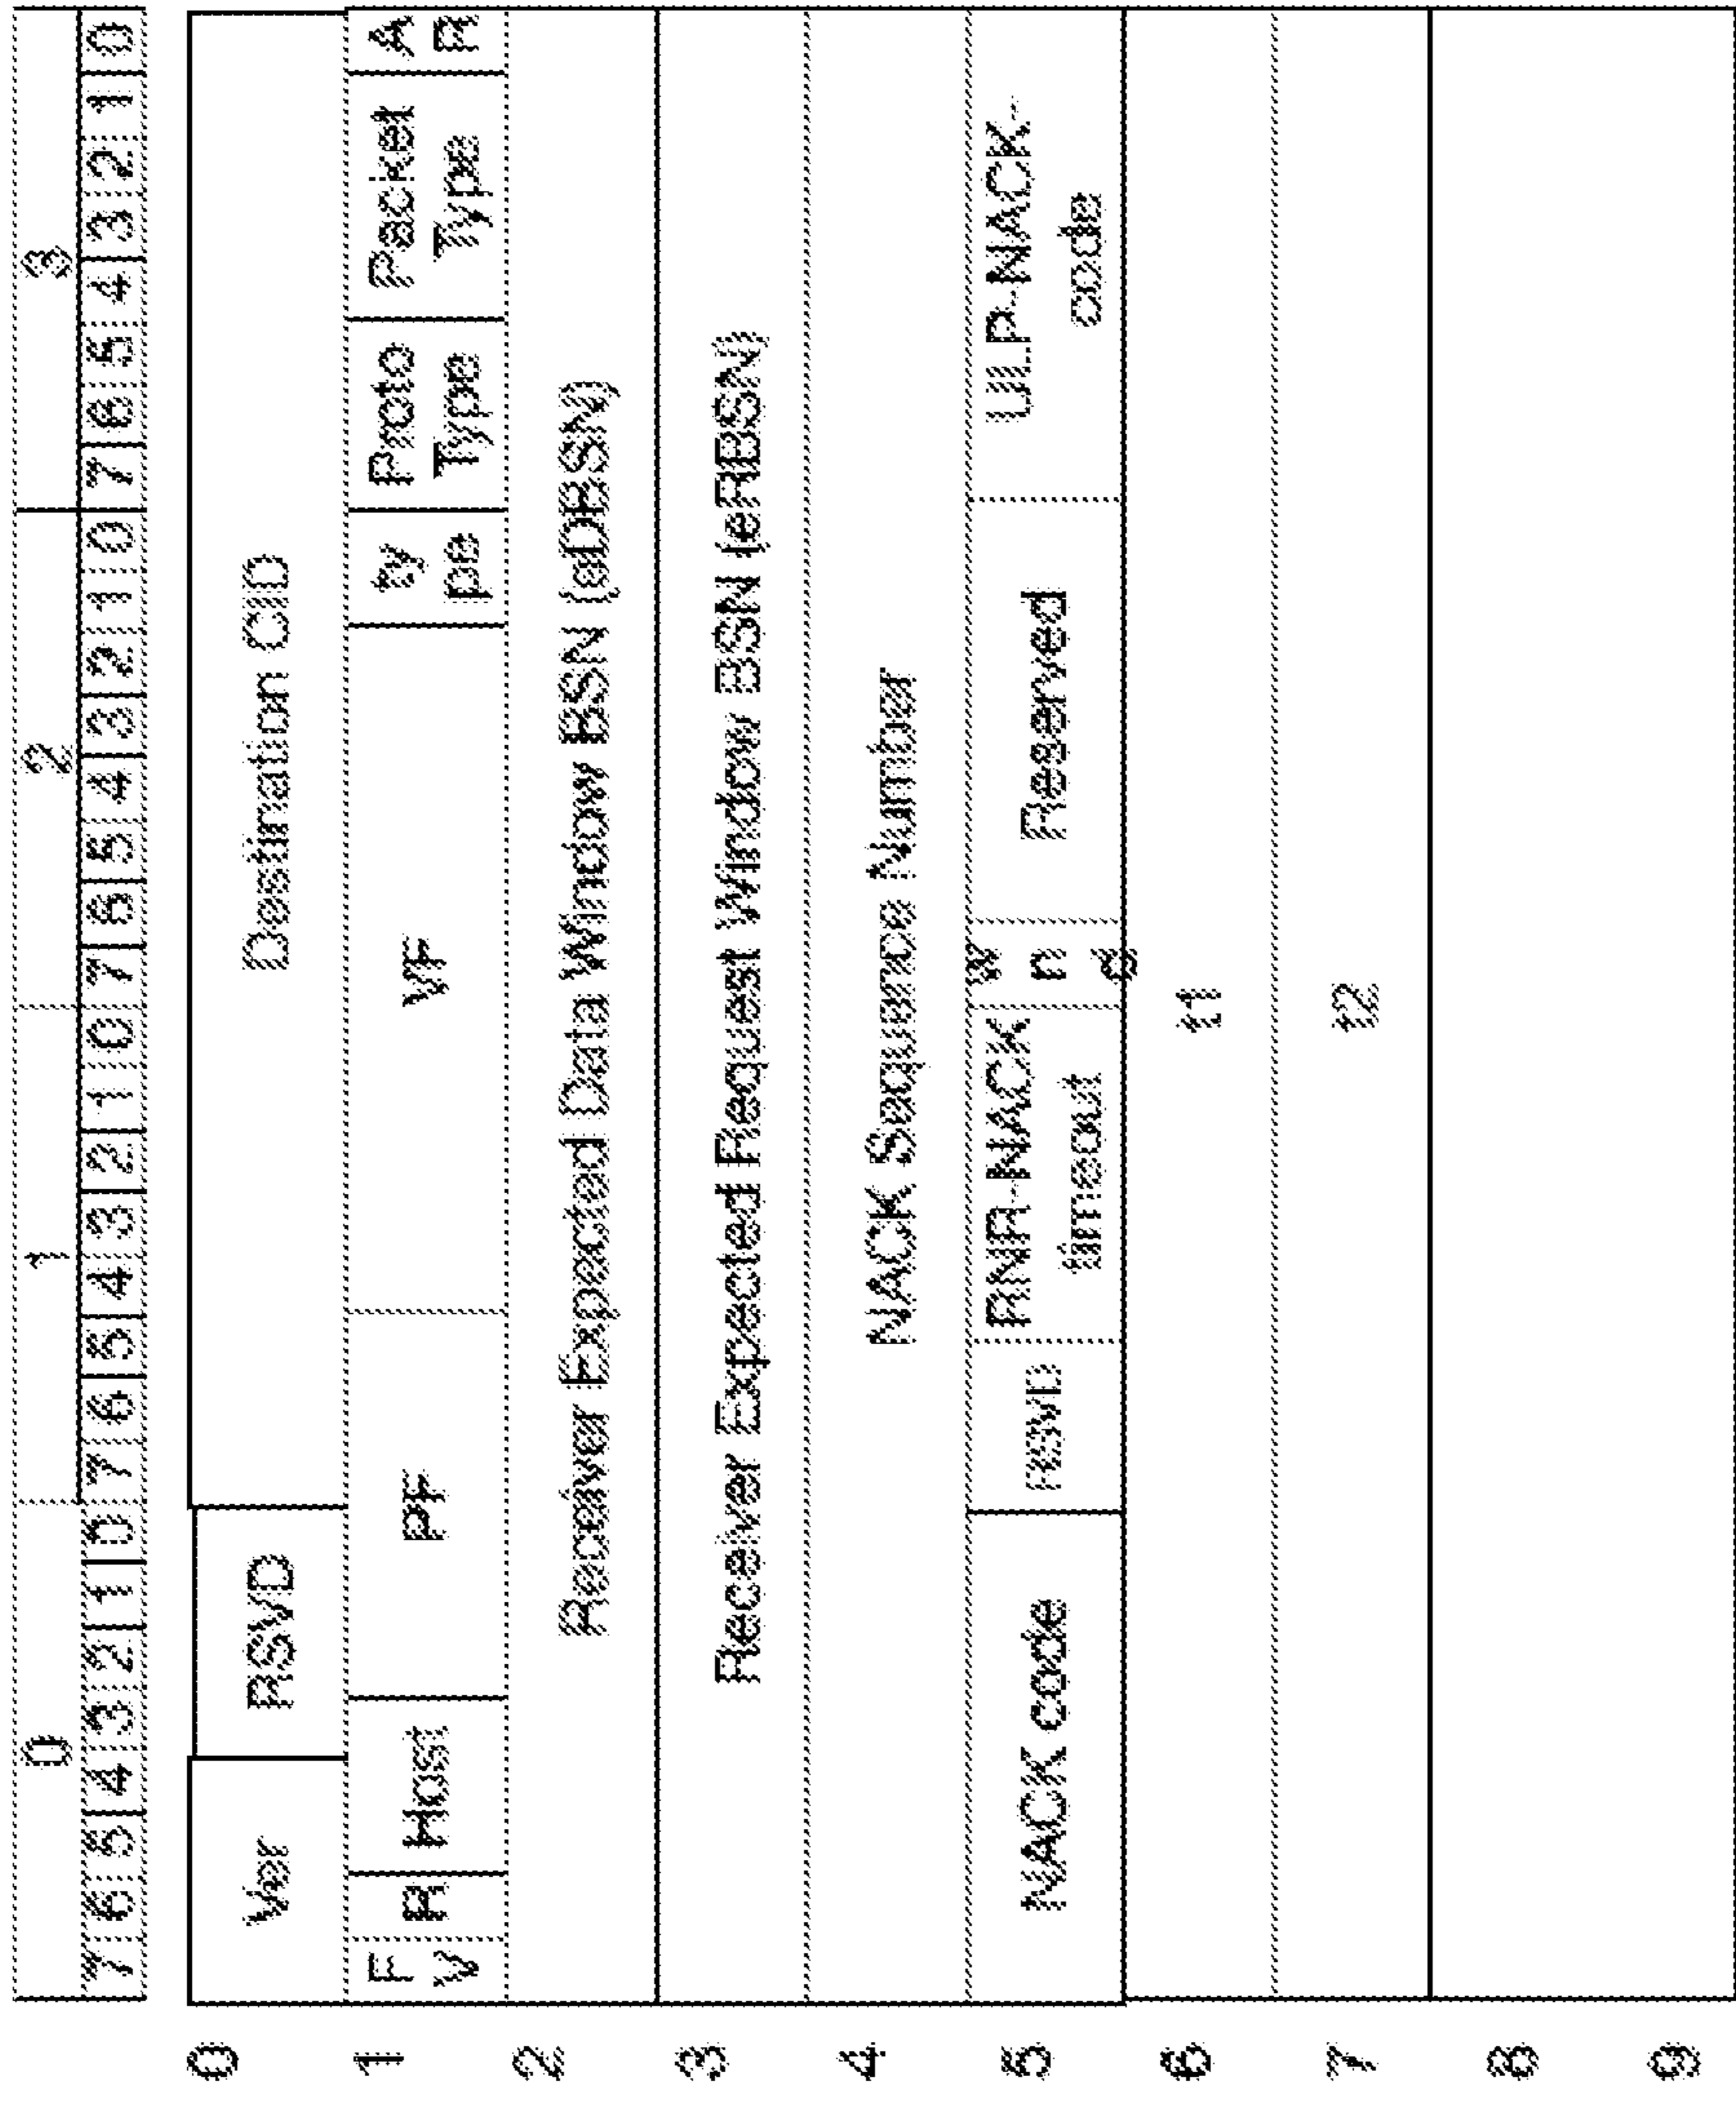 0 1 2 3
7 6 5 4 3 2 1 0 7 6 5 4 3 2 1 0 7 6 5 4 3 2 1 0 7 6 5 4 3 2 1 0
0 Ver RSVD Destination CID
1 F V R Host PF VF ty pe Proto Type Packet Type A R
2 Receiver Expected Data Window BSN (eDBSN)
3 Receiver Expected Request Window BSN (eRBSN)
4 NACK Sequence Number
5 NACK code rsvd RNR-NACK timeout W n d Reserved ULP-NACK-code
6 t1
7 t2
8
9